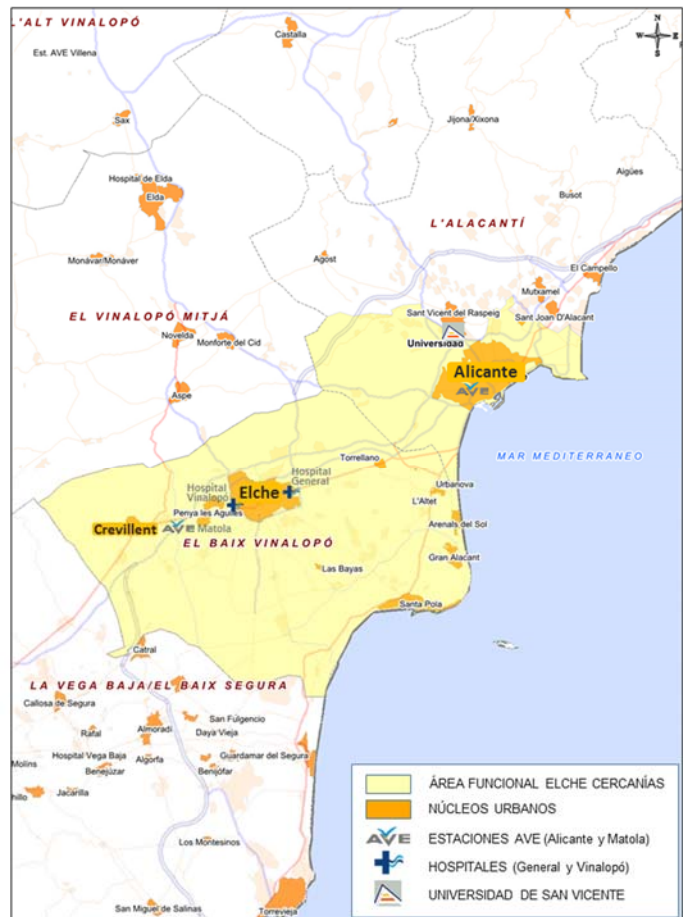 L'ALT VINALOPÓ
Castalla
Est. AVE Villena
N
W
S
Sax
Jijona/Xixona
Hospital de Elda
Elda
Aigües
Busot
L'ALACANTÍ
Agost
Monóvar/Monòver
El Campello
Mutxamel
EL VINALOPÓ MITJÀ
Sant Vicent del Raspeig
Sant Joan D'Alacant
Universidad
Novelda
Monforte del Cid
Alicante
AVE
Aspe
MAR MEDITERRANEO
Torrellano
Hospital
General
Hospital
Vinalopó
Elche
Urbanova
L'Altet
Penya les Aguiles
Crevillent
AVE Matola
Arenals del Sol
EL BAIX VINALOPÓ
Gran Alacant
Las Bayas
Santa Pola
Catral
LA VEGA BAJA/EL BAIX SEGURA
Callosa de Segura
San Fulgencio
Almoradí
Daya Vieja
Rafal
Hospital Vega Baja
Algorfa
Guardamar del Segura
Molins
Benejúzar
Benijófar
hillo
Jacarilla
Los Montesinos
San Miguel de Salinas
Torrevieja
ÁREA FUNCIONAL ELCHE CERCANÍAS
NÚCLEOS URBANOS
AVE ESTACIONES AVE (Alicante y Matola)
HOSPITALES (General y Vinalopó)
UNIVERSIDAD DE SAN VICENTE